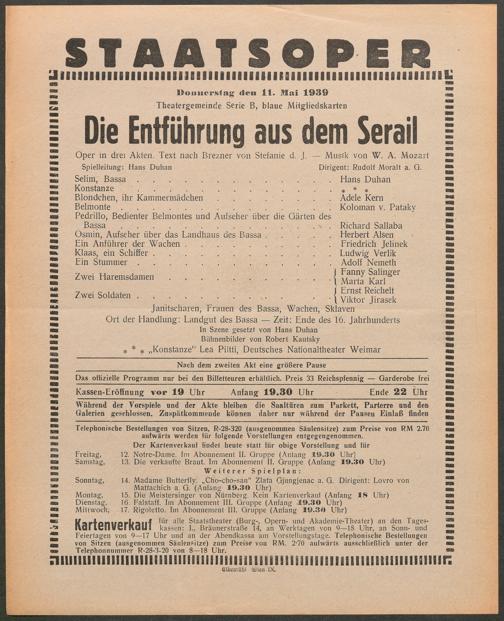 STAATSOPER
Donnerstag den 11. Mai 1939
Theatergemeinde Serie B, blaue Mitgliedskarten
Die Entführung aus dem Serail
Oper in drei Akten. Text nach Brezner von Stefanie d. J. — Musik von W. A. Mozart
Spielleitung: Hans Duhan Dirigent: Rudolf Moralt a. G.
Selim, Bassa . . . . . . . . . . Hans Duhan
Konstanze . . . . . . . . . . * * *
Blondchen, ihr Kammermädchen . . . . . . Adele Kern
Belmonte . . . . . . . . . . Koloman v. Pataky
Pedrillo, Bedienter Belmontes und Aufseher über die Gärten des
Bassa . . . . . . . . . . Richard Sallaba
Osmin, Aufseher über das Landhaus des Bassa . . . . Herbert Alsen
Ein Anführer der Wachen . . . . . . . Friedrich Jelinek
Klaas, ein Schiffer . . . . . . . . Ludwig Verlik
Ein Stummer . . . . . . . . . Adolf Nemeth
Zwei Haremsdamen . . . . . . . . Fanny Salinger
Marta Karl
Zwei Soldaten . . . . . . . . . Ernst Reichelt
Viktor Jirasek
Janitscharen, Frauen des Bassa, Wachen, Sklaven
Ort der Handlung: Landgut des Bassa — Zeit: Ende des 16. Jahrhunderts
In Szene gesetzt von Hans Duhan
Bühnenbilder von Robert Kautsky
* * * „Konstanze" Lea Piltti, Deutsches Nationaltheater Weimar
Nach dem zweiten Akt eine größere Pause
Das offizielle Programm nur bei den Billetteuren erhältlich. Preis 33 Reichspfennig — Garderobe frei
Kassen-Eröffnung vor 19 Uhr Anfang 19.30 Uhr Ende 22 Uhr
Während der Vorspiele und der Akte bleiben die Saaltüren zum Parkett, Parterre und den
Galerien geschlossen. Zuspätkommende können daher nur während der Pausen Einlaß finden
Telephonische Bestellungen von Sitzen, R-28-320 (ausgenommen Säulensitze) zum Preise von RM 2.70
aufwärts werden für folgende Vorstellungen entgegengenommen.
Der Kartenverkauf findet heute statt für obige Vorstellung und für
Freitag, 12. Notre-Dame. Im Abonnement II. Gruppe (Anfang 19.30 Uhr)
Samstag, 13. Die verkaufte Braut. Im Abonnement II. Gruppe (Anfang 19.30 Uhr)
Weiterer Spielplan:
Sonntag, 14. Madame Butterfly. „Cho-cho-san" Zlata Gjungjenac a. G. Dirigent: Lovro von
Matfachich a. G. (Anfang 19.30 Uhr)
Montag, 15. Die Meistersinger von Nürnberg. Kein Kartenverkauf (Anfang 18 Uhr)
Dienstag, 16. Falstaff. Im Abonnement III. Gruppe (Anfang 19.30 Uhr)
Mittwoch, 17. Rigoletto. Im Abonnement III. Gruppe (Anfang 19.30 Uhr)
Kartenverkauf für alle Staatstheater (Burg-, Opern- und Akademie-Theater) an den Tages-
kassen: I., Bräunerstraße 14, an Werktagen von 9—18 Uhr, an Sonn- und
Feiertagen von 9—17 Uhr und an der Abendkassa am Vorstellungstage. Telephonische Bestellungen
von Sitzen (ausgenommen Säulensitze) zum Preise von RM. 2.70 aufwärts ausschließlich unter der
Telephonnummer R-28-3-20 von 8—18 Uhr.
Elbemühl Wien IX.